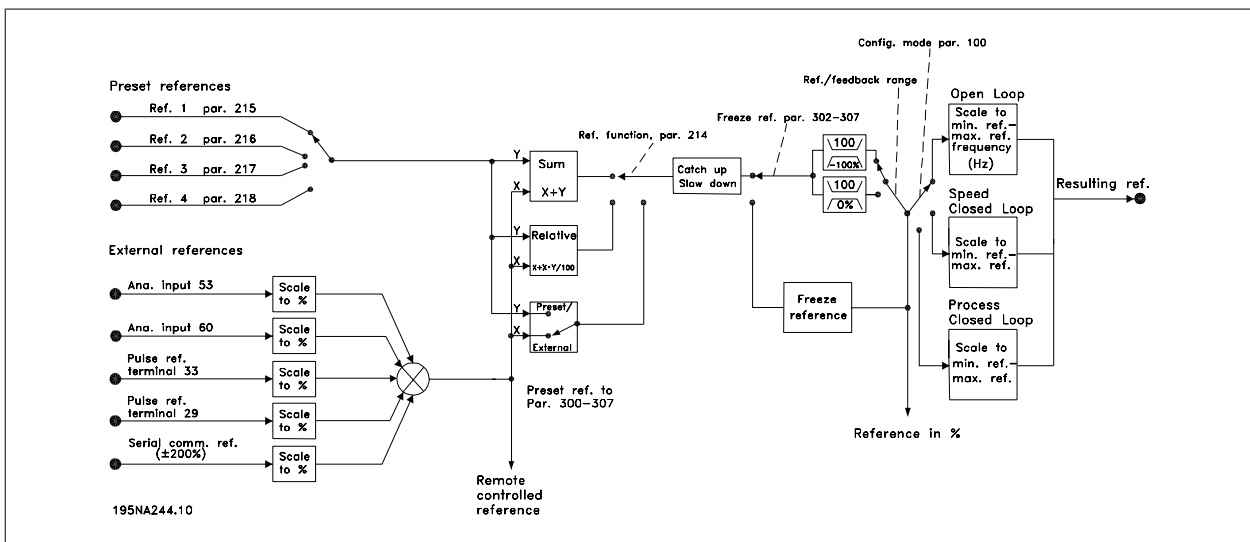 Config. mode par. 100
Ref./feedback range
Preset references
Ref. 1 par. 215
Ref. 2 par. 216
Ref. 3 par. 217
Ref. 4 par. 218
Ref. function, par. 214
Freeze ref. par. 302-307
Y
Sum
X
X+Y
Catch up
Slow down
100
-100%
100
0%
Open Loop
Scale to
min. ref.-
max. ref.
frequency
(Hz)
Resulting ref.
Speed
Closed Loop
Scale to
min. ref.-
max. ref.
Process
Closed Loop
Scale to
min. ref.-
max. ref.
Y
Relative
X
X+X·Y/100
Y
Preset/
X
External
Freeze
reference
Preset ref. to
Par. 300-307
Reference in %
External references
Ana. input 53
Scale
to %
Ana. input 60
Scale
to %
Pulse ref.
terminal 33
Scale
to %
Pulse ref.
terminal 29
Scale
to %
Serial comm. ref.
(±200%)
Scale
to %
Remote
controlled
reference
195NA244.10